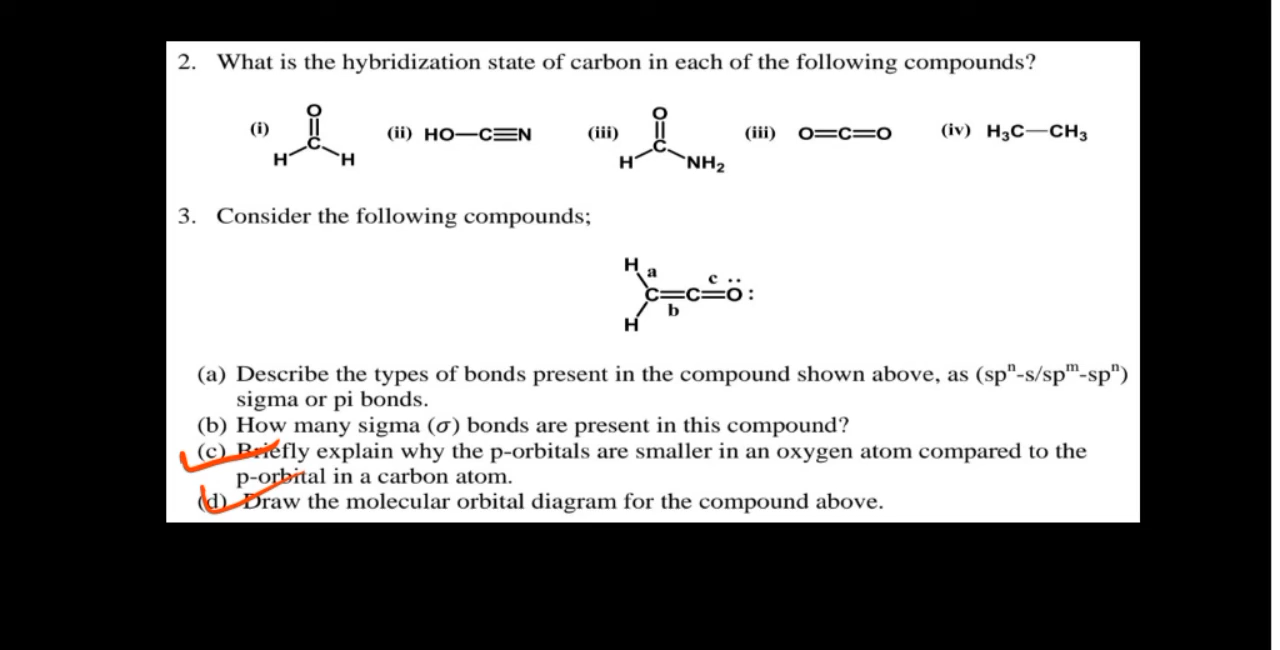 2. What is the hybridization state of carbon in each of the following compounds?
(i) O H C H (ii) HO—C≡N (iii) O H C NH₂ (iii) O=C=O (iv) H₃C—CH₃
3. Consider the following compounds;
H a
C=C=O: c ··
b
H
(a) Describe the types of bonds present in the compound shown above, as (spⁿ-s/spᵐ-spⁿ)
sigma or pi bonds.
(b) How many sigma (σ) bonds are present in this compound?
(c) Briefly explain why the p-orbitals are smaller in an oxygen atom compared to the
p-orbital in a carbon atom.
(d) Draw the molecular orbital diagram for the compound above.